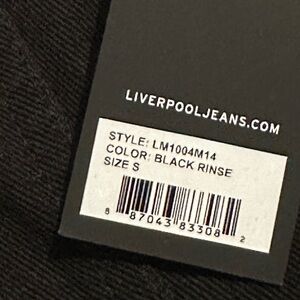 LIVERPOOLJEANS.COM
STYLE: LM1004M14
COLOR: BLACK RINSE
SIZE S
8 87043 83308 2